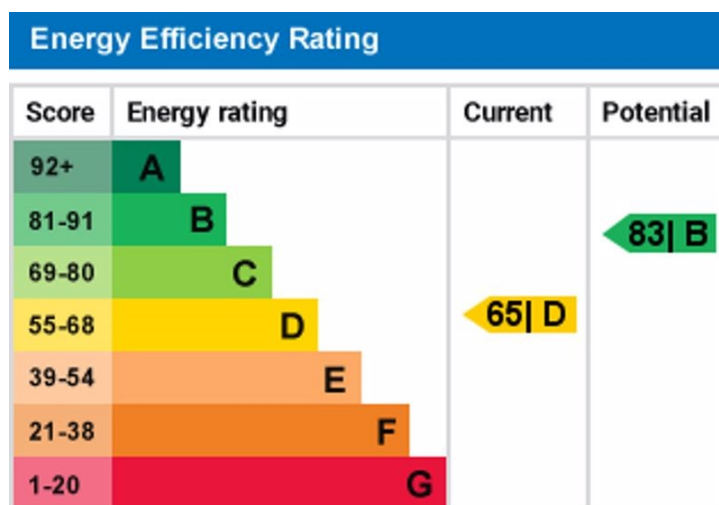 Energy Efficiency Rating
Score Energy rating Current Potential
92+ A
81-91 B 83| B
69-80 C
55-68 D 65| D
39-54 E
21-38 F
1-20 G